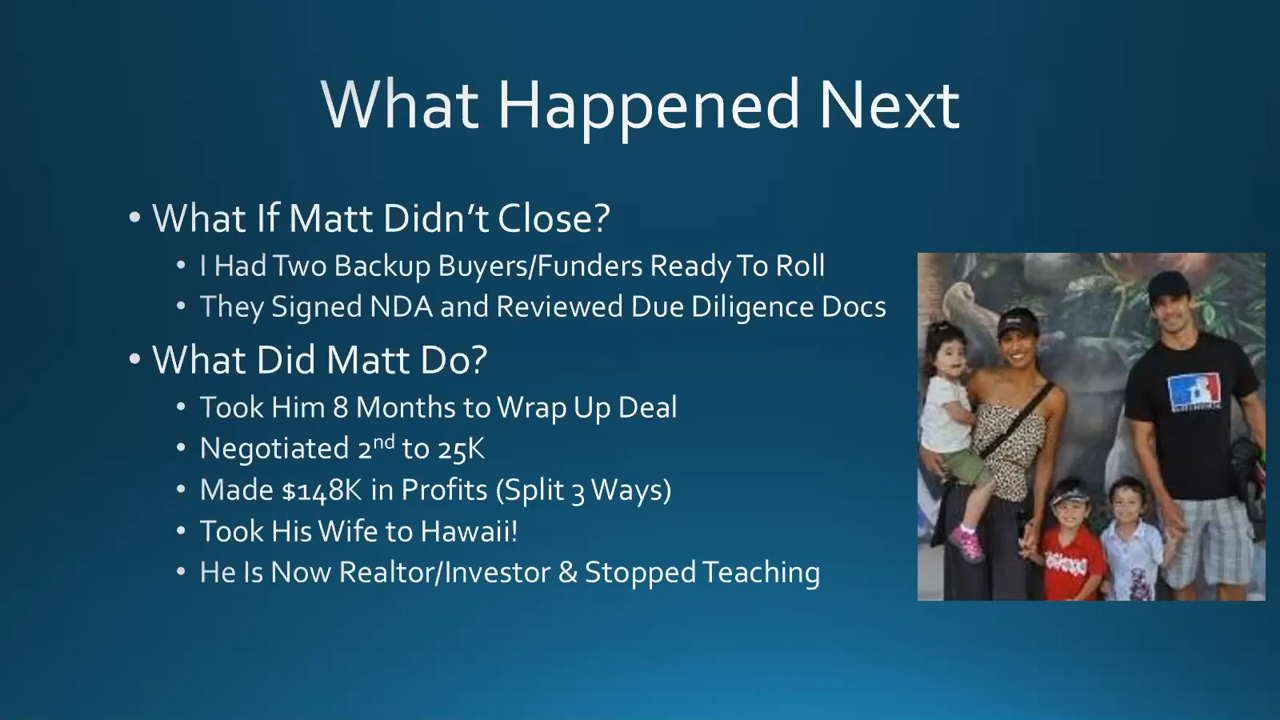 What Happened Next
• What If Matt Didn't Close?
• I Had Two Backup Buyers/Funders Ready To Roll
• They Signed NDA and Reviewed Due Diligence Docs
• What Did Matt Do?
• Took Him 8 Months to Wrap Up Deal
• Negotiated 2nd to 25K
• Made $148K in Profits (Split 3 Ways)
• Took His Wife to Hawaii!
• He Is Now Realtor/Investor & Stopped Teaching